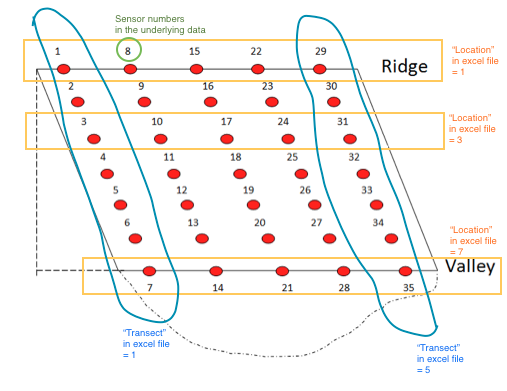 Sensor numbers
in the underlying data
1 8 15 22 29
Ridge
"Location"
in excel file
= 1
2 9 16 23 30
3 10 17 24 31
"Location"
in excel file
= 3
4 11 18 25 32
5 12 19 26 33
6 13 20 27 34
"Location"
in excel file
= 7
Valley
7 14 21 28 35
"Transect"
in excel file
= 1
"Transect"
in excel file
= 5